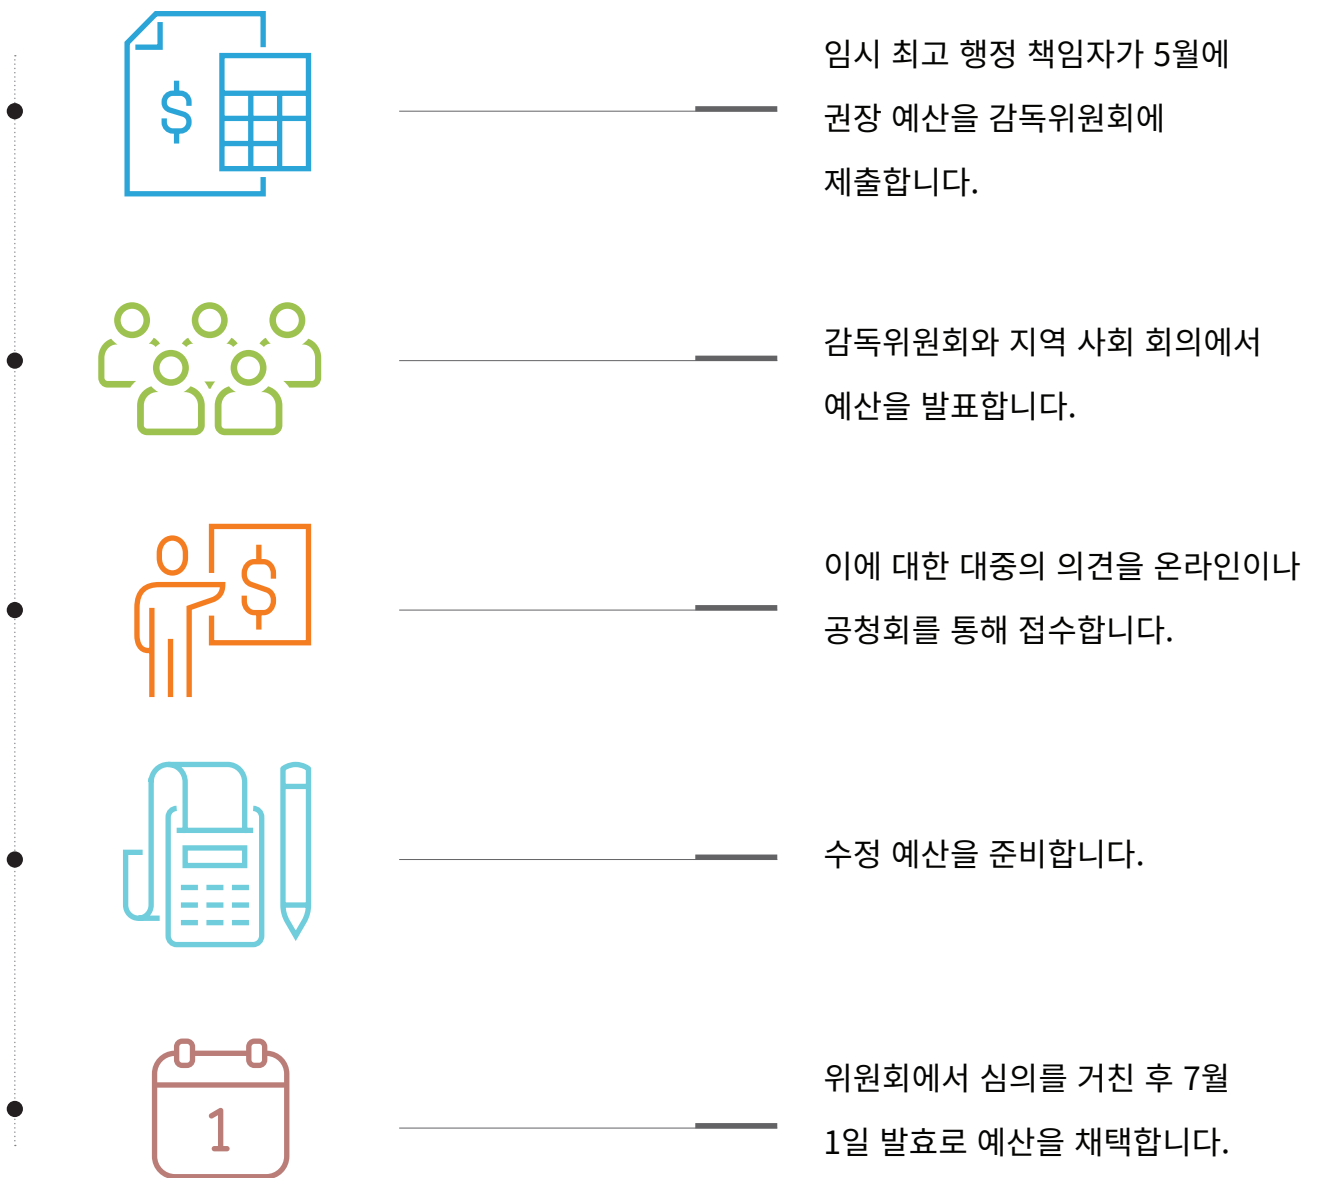 $
임시 최고 행정 책임자가 5월에
권장 예산을 감독위원회에
제출합니다.
감독위원회와 지역 사회 회의에서
예산을 발표합니다.
$
이에 대한 대중의 의견을 온라인이나
공청회를 통해 접수합니다.
수정 예산을 준비합니다.
1
위원회에서 심의를 거친 후 7월
1일 발효로 예산을 채택합니다.